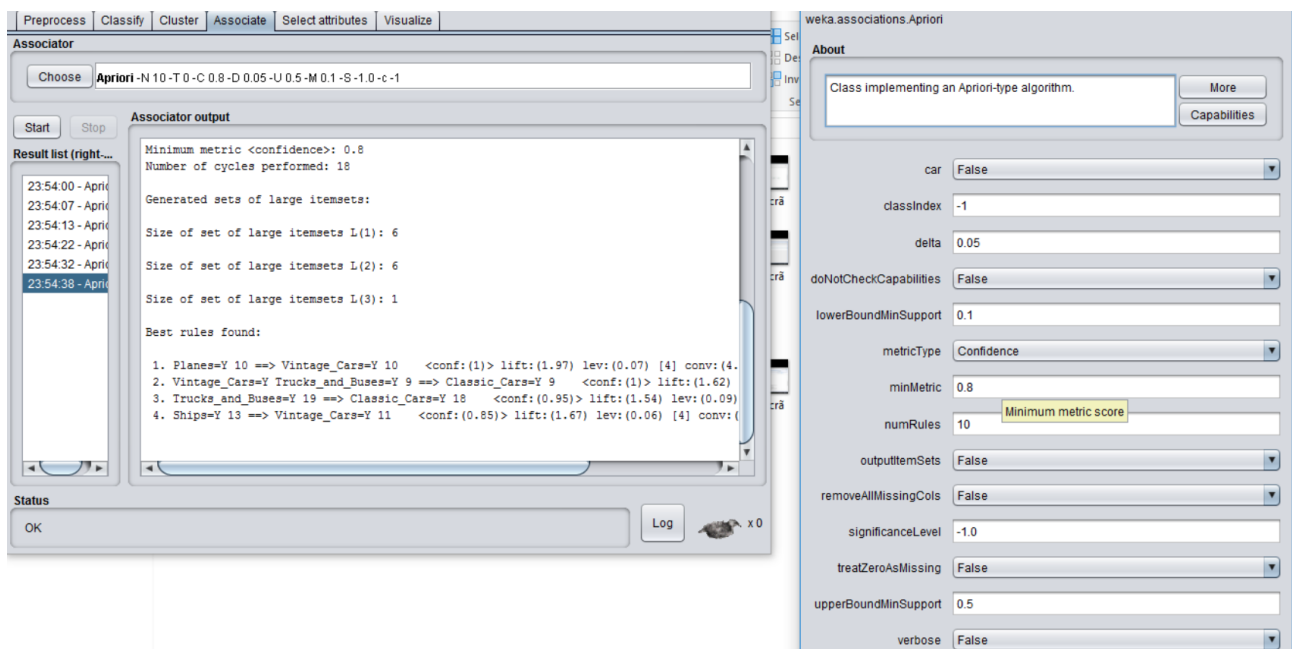 Preprocess Classify Cluster Associate Select attributes Visualize
Associator
Choose Apriori -N 10 -T 0 -C 0.8 -D 0.05 -U 0.5 -M 0.1 -S -1.0 -c -1
Start Stop
Result list (right-...
23:54:00 - Aprio
23:54:07 - Aprio
23:54:13 - Aprio
23:54:22 - Aprio
23:54:32 - Aprio
23:54:38 - Aprio
Associator output
Minimum metric <confidence>: 0.8
Number of cycles performed: 18
Generated sets of large itemsets:
Size of set of large itemsets L(1): 6
Size of set of large itemsets L(2): 6
Size of set of large itemsets L(3): 1
Best rules found:
1. Planes=Y 10 ==> Vintage_Cars=Y 10 <conf:(1)> lift:(1.97) lev:(0.07) [4] conv:(4.
2. Vintage_Cars=Y Trucks_and_Buses=Y 9 ==> Classic_Cars=Y 9 <conf:(1)> lift:(1.62)
3. Trucks_and_Buses=Y 19 ==> Classic_Cars=Y 18 <conf:(0.95)> lift:(1.54) lev:(0.09)
4. Ships=Y 13 ==> Vintage_Cars=Y 11 <conf:(0.85)> lift:(1.67) lev:(0.06) [4] conv:(
Status
OK
Log x 0
Sel
Des
Inv
Se
crã
crã
crã
weka.associations.Apriori
About
Class implementing an Apriori-type algorithm.
More
Capabilities
car False
classIndex -1
delta 0.05
doNotCheckCapabilities False
lowerBoundMinSupport 0.1
metricType Confidence
minMetric 0.8
Minimum metric score
numRules 10
outputItemSets False
removeAllMissingCols False
significanceLevel -1.0
treatZeroAsMissing False
upperBoundMinSupport 0.5
verbose False